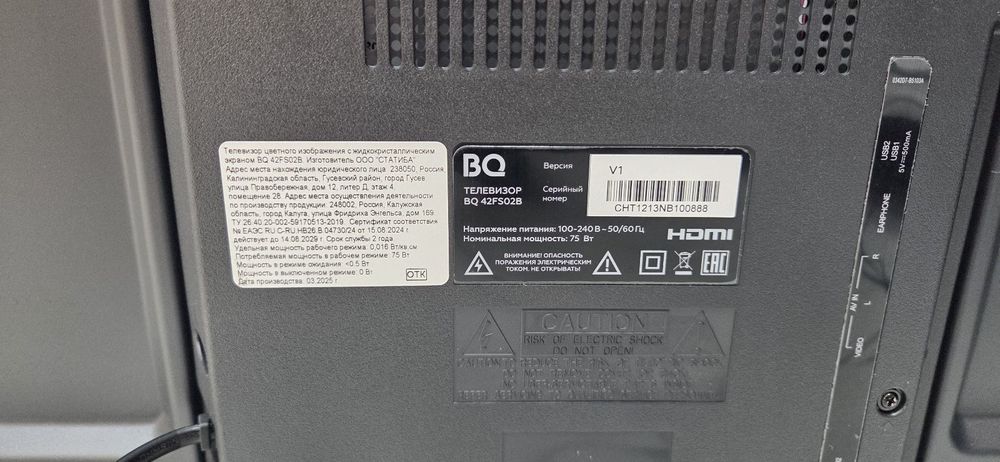 Телевизор цветного изображения с жидкокристаллическим
экраном BQ 42FS02B. Изготовитель ООО "СТАТИБА"
Адрес места нахождения юридического лица: 238050, Россия,
Калининградская область, Гусевский район, город Гусев
улица Правобережная, дом 12, литер Д, этаж 4,
помещение 28. Адрес места осуществления деятельности
по производству продукции: 248002, Россия, Калужская
область, город Калуга, улица Фридриха Энгельса, дом 169
ТУ 26.40.20-002-59170513-2019. Сертификат соответствия
№ ЕАЭС RU C-RU.HB26.B.04730/24 от 15.08.2024 г.
действует до 14.08.2029 г. Срок службы 2 года
Удельная мощность рабочего режима: 0,016 Вт/кв.см
Потребляемая мощность в рабочем режиме: 75 Вт
Мощность в режиме ожидания: <0.5 Вт
Мощность в выключенном режиме: 0 Вт
Дата производства: 03.2025 г.
ОТК
BQ
ТЕЛЕВИЗОР
BQ 42FS02B
Версия
V1
Серийный
номер
CHT1213NB100888
Напряжение питания: 100-240 В ~ 50/60 Гц
Номинальная мощность: 75 Вт
HDMI
ВНИМАНИЕ! ОПАСНОСТЬ
ПОРАЖЕНИЯ ЭЛЕКТРИЧЕСКИМ
ТОКОМ. НЕ ОТКРЫВАТЬ!
EAC
CAUTION
RISK OF ELECTRIC SHOCK
DO NOT OPEN!
USB2
USB1
5V⎓500mA
EARPHONE
R
AV IN
L
VIDEO